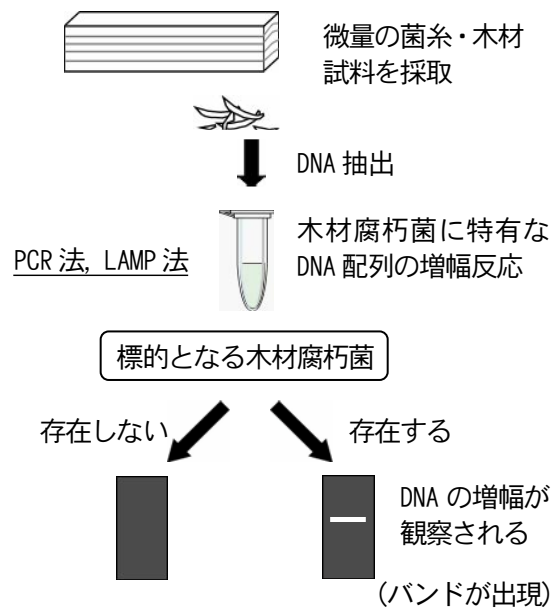 微量の菌糸・木材
試料を採取
DNA 抽出
木材腐朽菌に特有な
DNA 配列の増幅反応
PCR 法, LAMP 法
標的となる木材腐朽菌
存在しない
存在する
DNA の増幅が
観察される
(バンドが出現)